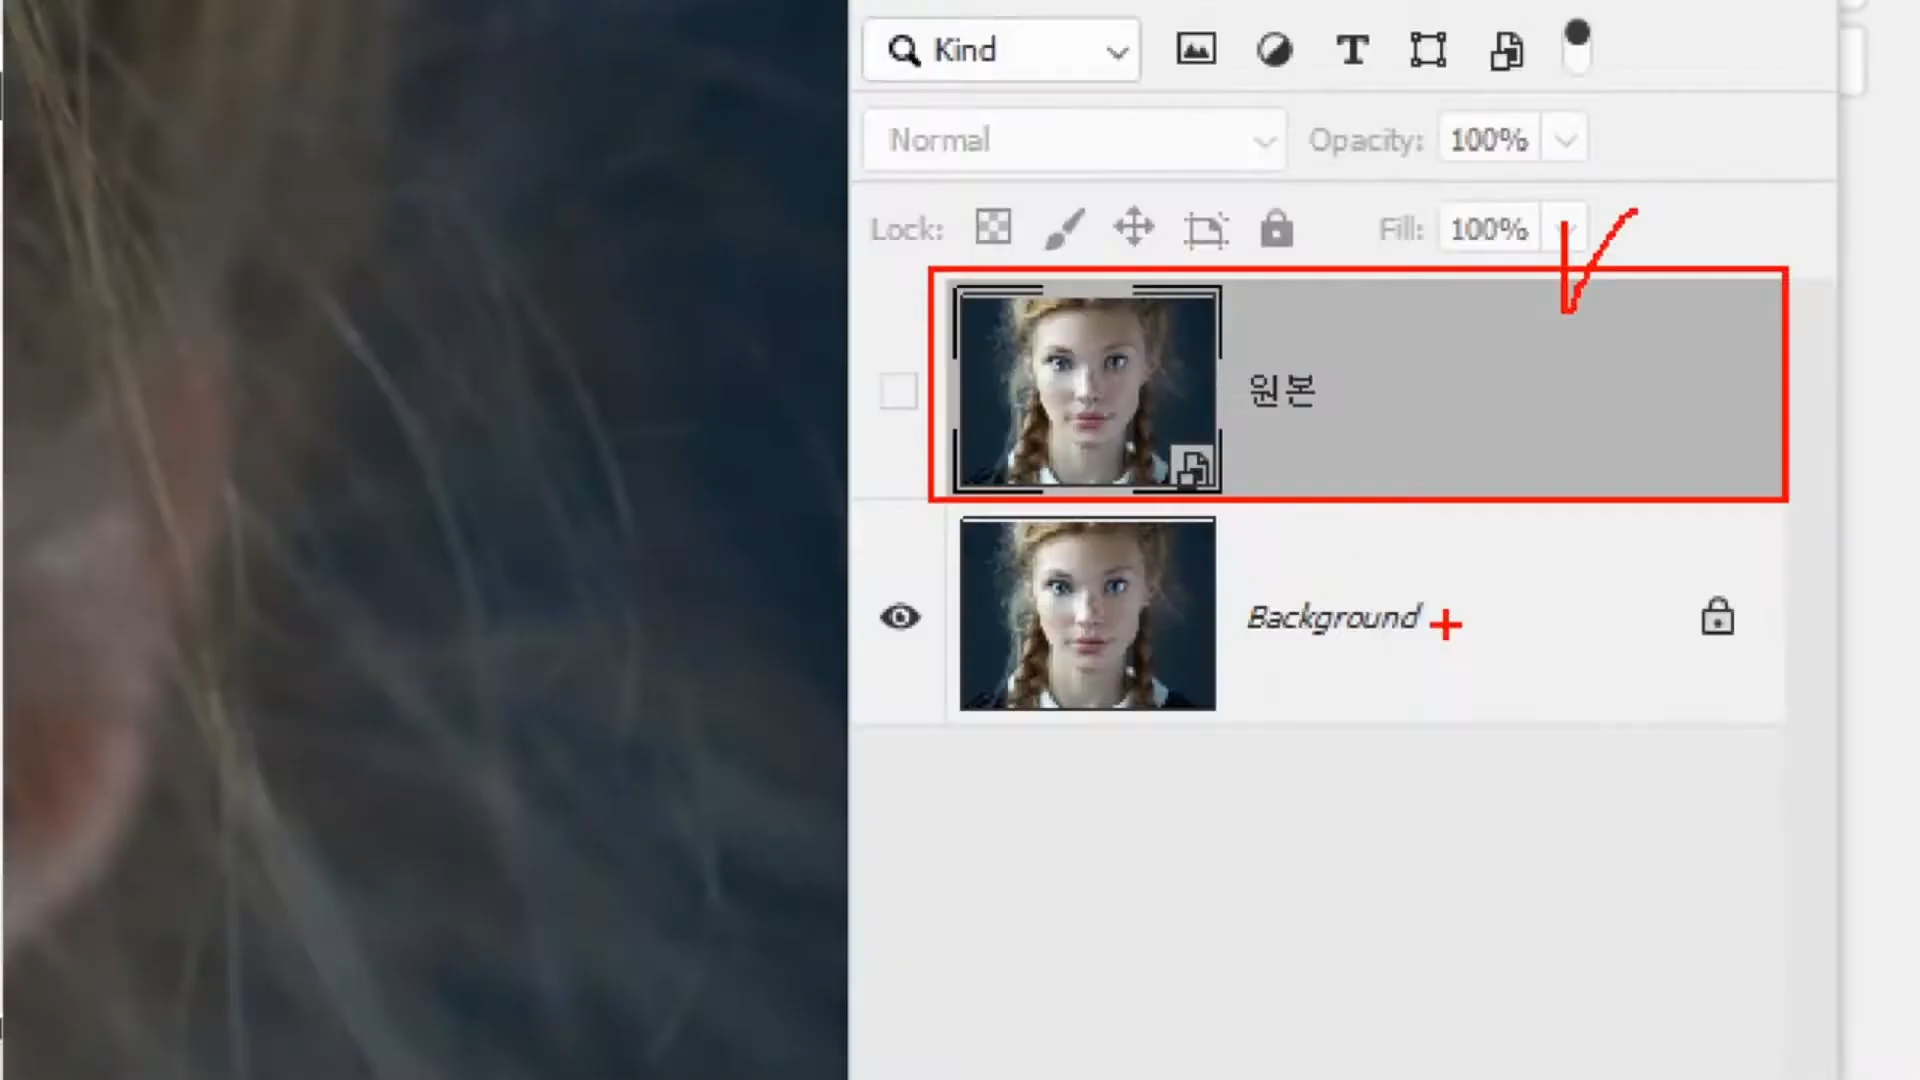 Kind
Normal Opacity: 100%
Lock: Fill: 100%
원본
Background